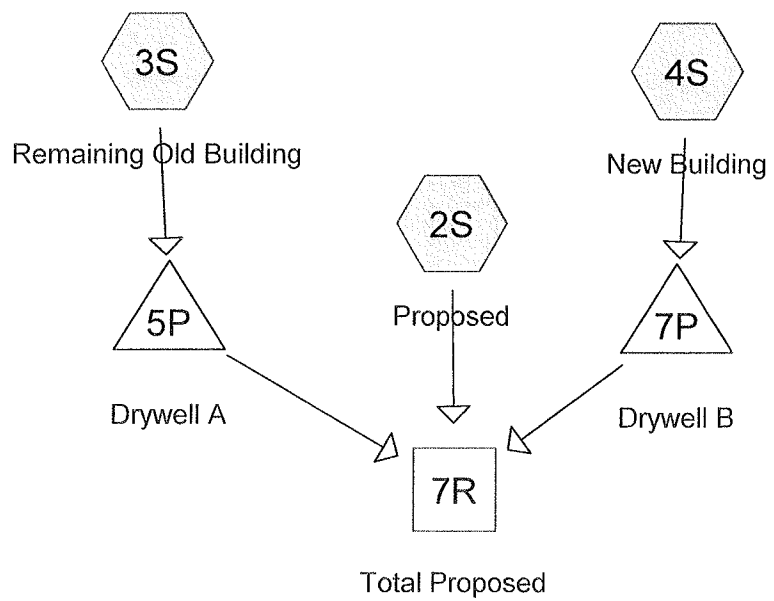 3S
Remaining Old Building
4S
New Building
2S
Proposed
5P
Drywell A
7P
Drywell B
7R
Total Proposed